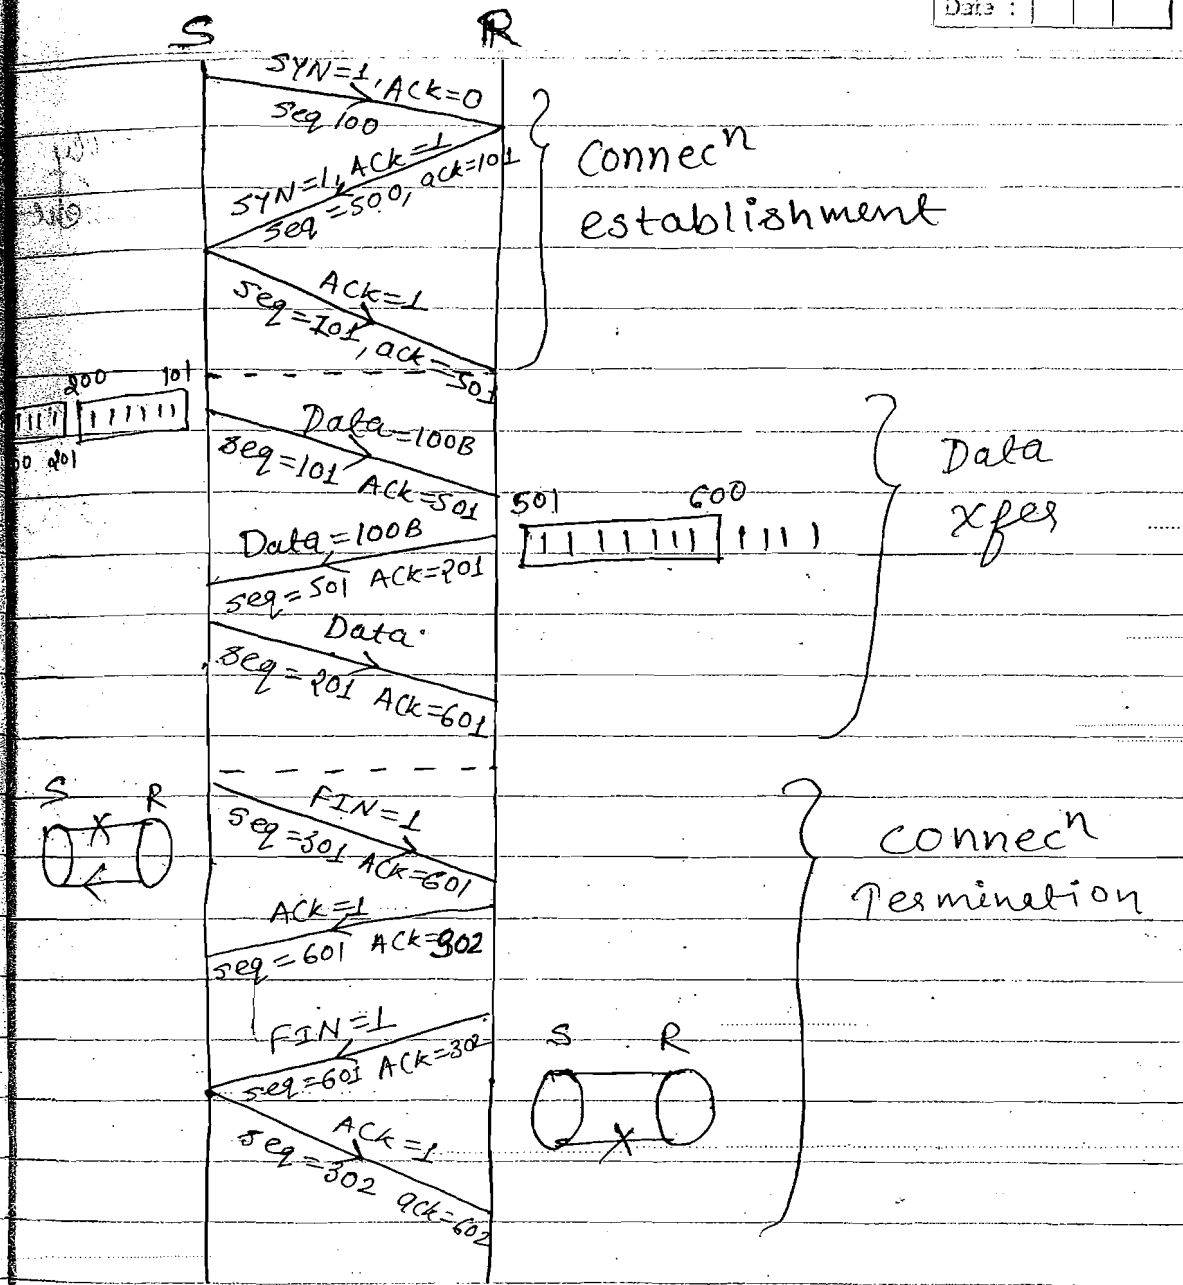 Date :
S R
SYN=1, ACK=0
seq 100
SYN=1, ACK=1
seq=500, ack=101
Connecⁿ
establishment
ACK=1
seq=101, ack=501
200 101
201
Data=100B
seq=101 ACK=501
501 600
Data=100B
seq=501 ACK=201
Data
xfer
Data
seq=201 ACK=601
S R
X
FIN=1
seq=301 ACK=601
Connecⁿ
Termination
ACK=1
seq=601 ACK=302
FIN=1
seq=601 ACK=302
S R
X
ACK=1
seq=302 ack=602